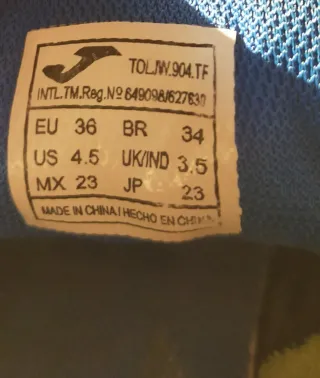 TOLJW.904.TF
INTL.TM.Reg.Nº 649098/627630
EU 36 BR 34
US 4.5 UK/IND 3.5
MX 23 JP 23
MADE IN CHINA / HECHO EN CHINA